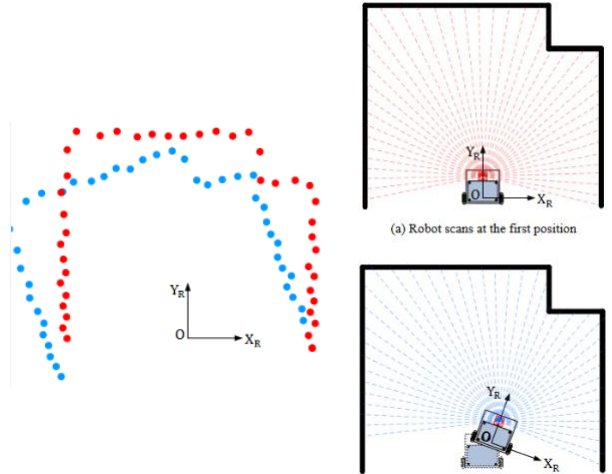 Y_R
O
X_R
Y_R
O
X_R
(a) Robot scans at the first position
Y_R
O
X_R